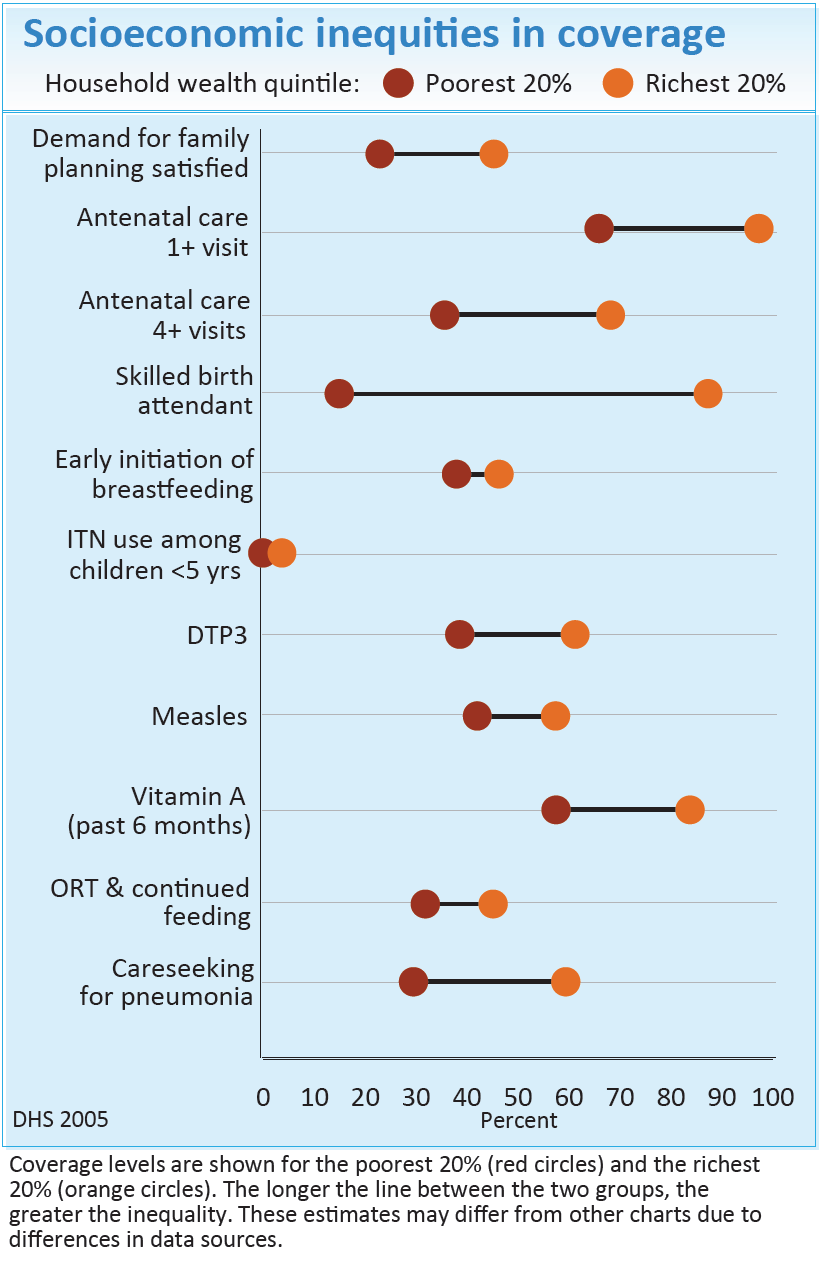 Socioeconomic inequities in coverage
Household wealth quintile: Poorest 20% Richest 20%
Demand for family
planning satisfied
Antenatal care
1+ visit
Antenatal care
4+ visits
Skilled birth
attendant
Early initiation of
breastfeeding
ITN use among
children <5 yrs
DTP3
Measles
Vitamin A
(past 6 months)
ORT & continued
feeding
Careseeking
for pneumonia
0 10 20 30 40 50 60 70 80 90 100
Percent
DHS 2005
Coverage levels are shown for the poorest 20% (red circles) and the richest
20% (orange circles). The longer the line between the two groups, the
greater the inequality. These estimates may differ from other charts due to
differences in data sources.